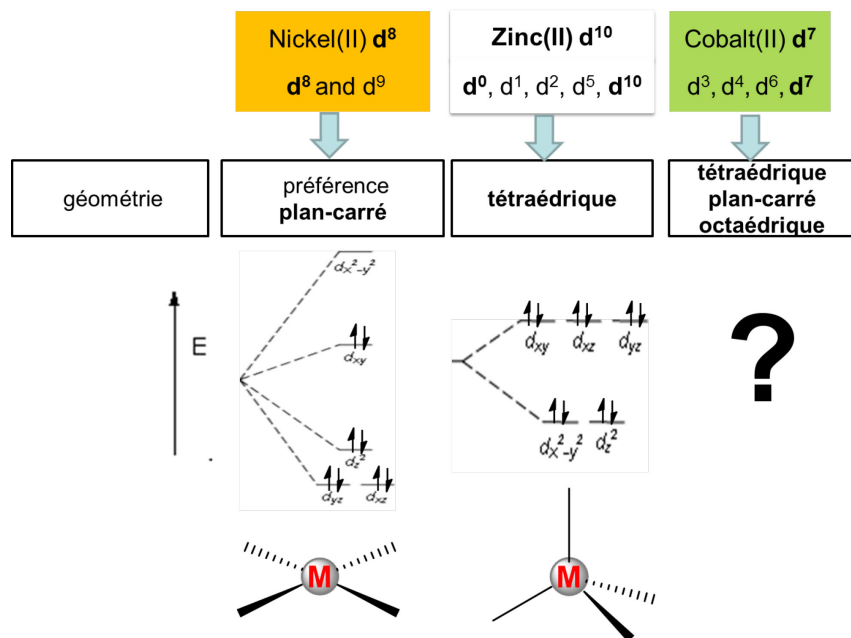 Nickel(II) d⁸
d⁸ and d⁹
Zinc(II) d¹⁰
d⁰, d¹, d², d⁵, d¹⁰
Cobalt(II) d⁷
d³, d⁴, d⁶, d⁷
géométrie
préférence
plan-carré
tétraédrique
tétraédrique
plan-carré
octaédrique
E
dx²-y²
dxy
dz²
dyz dxz
dxy dxz dyz
dx²-y² dz²
?
M
M